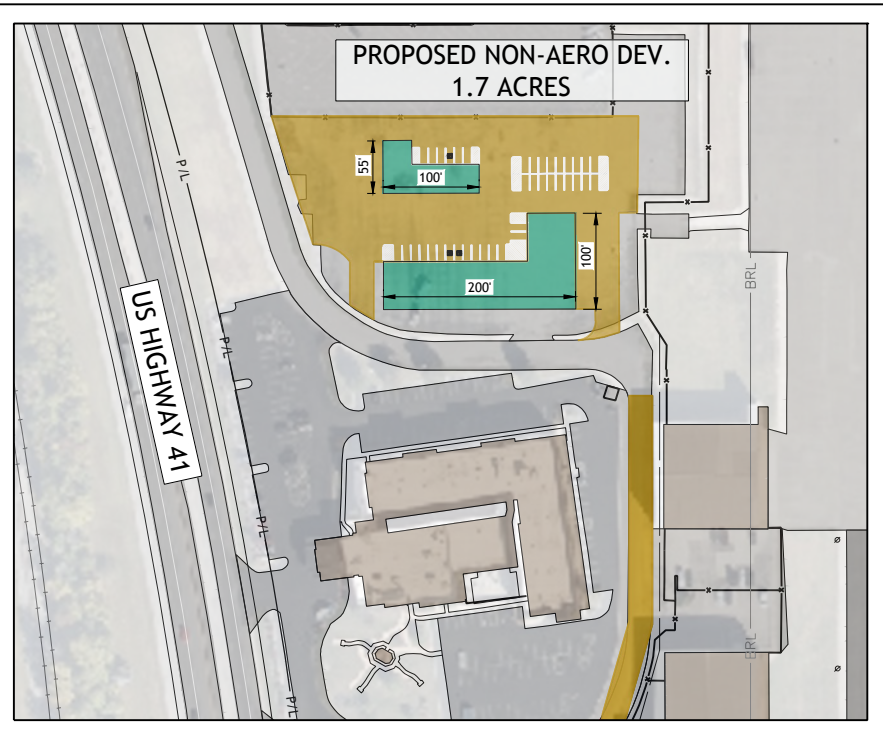 PROPOSED NON-AERO DEV.
1.7 ACRES
P/L
55'
100'
100'
200'
BRL
US HIGHWAY 41
P/L
P/L
BRL
P/L